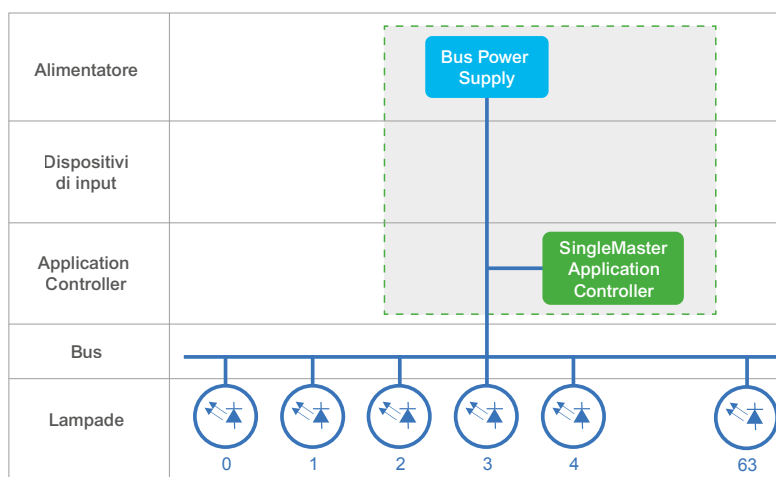 Alimentatore
Bus Power
Supply
Dispositivi
di input
Application
Controller
SingleMaster
Application
Controller
Bus
Lampade
0 1 2 3 4 63